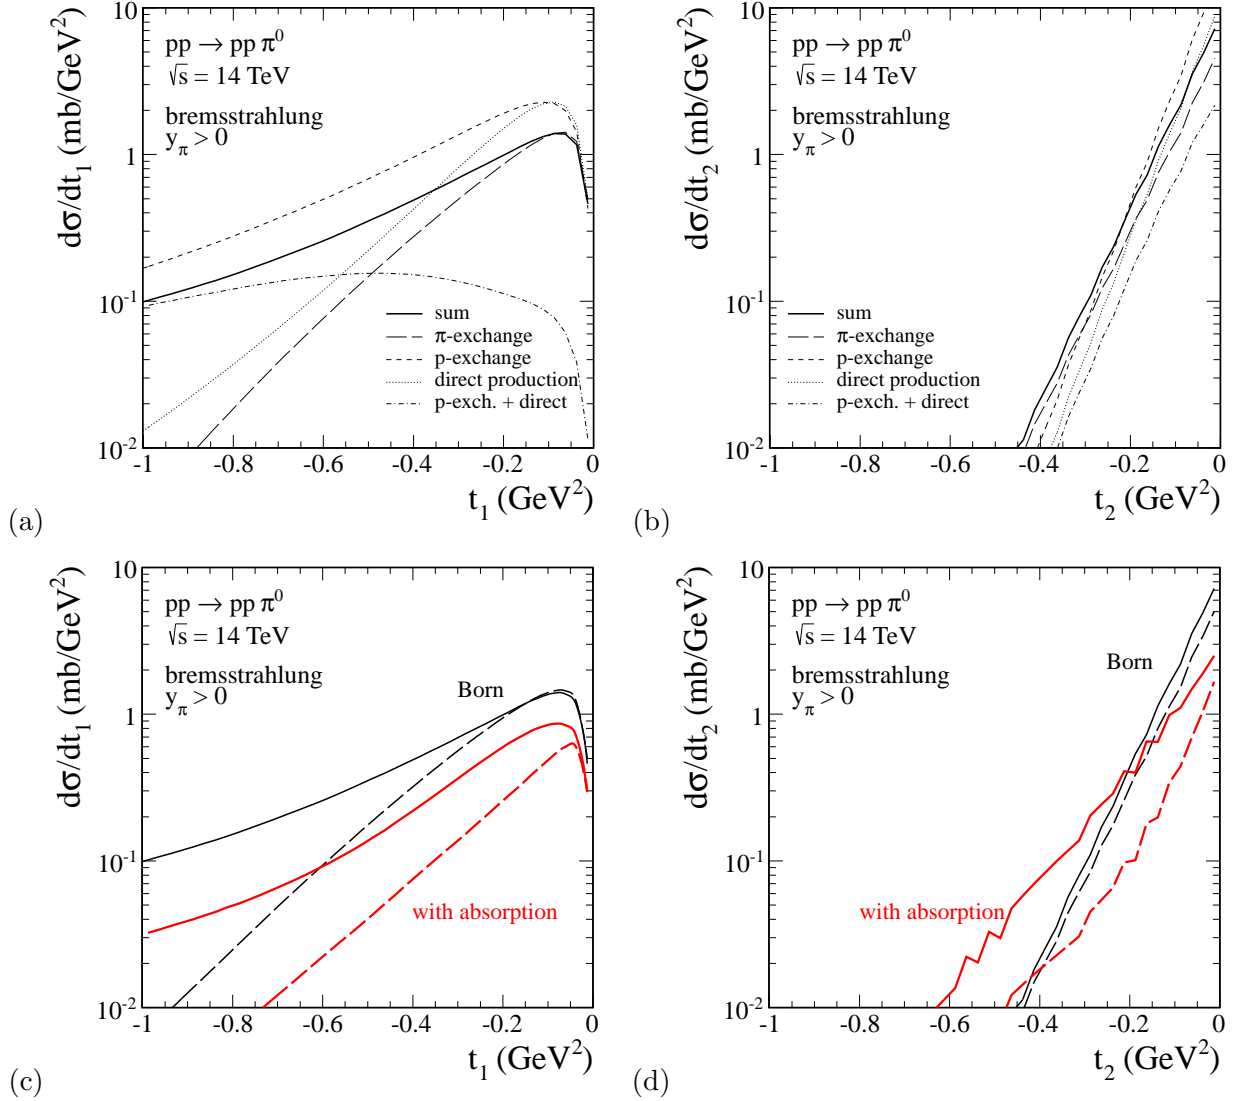 dσ/dt₁ (mb/GeV²)
10
1
10⁻¹
10⁻²
pp → pp π⁰
√s = 14 TeV
bremsstrahlung
y_π > 0
sum
π-exchange
p-exchange
direct production
p-exch. + direct
-1 -0.8 -0.6 -0.4 -0.2 0
t₁ (GeV²)
(a)
dσ/dt₂ (mb/GeV²)
10
1
10⁻¹
10⁻²
pp → pp π⁰
√s = 14 TeV
bremsstrahlung
y_π > 0
sum
π-exchange
p-exchange
direct production
p-exch. + direct
-1 -0.8 -0.6 -0.4 -0.2 0
t₂ (GeV²)
(b)
dσ/dt₁ (mb/GeV²)
10
1
10⁻¹
10⁻²
pp → pp π⁰
√s = 14 TeV
bremsstrahlung
y_π > 0
Born
with absorption
-1 -0.8 -0.6 -0.4 -0.2 0
t₁ (GeV²)
(c)
dσ/dt₂ (mb/GeV²)
10
1
10⁻¹
10⁻²
pp → pp π⁰
√s = 14 TeV
bremsstrahlung
y_π > 0
Born
with absorption
-1 -0.8 -0.6 -0.4 -0.2 0
t₂ (GeV²)
(d)